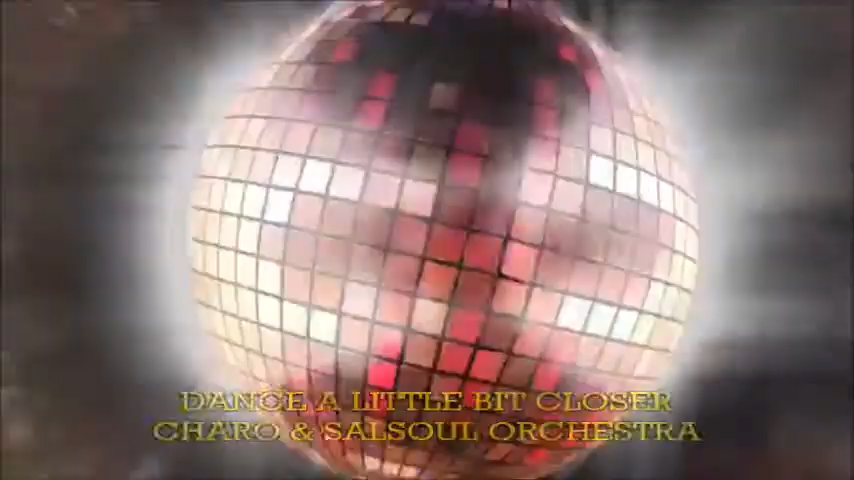 DANCE A LITTLE BIT CLOSER
CHARO & SALSOUL ORCHESTRA